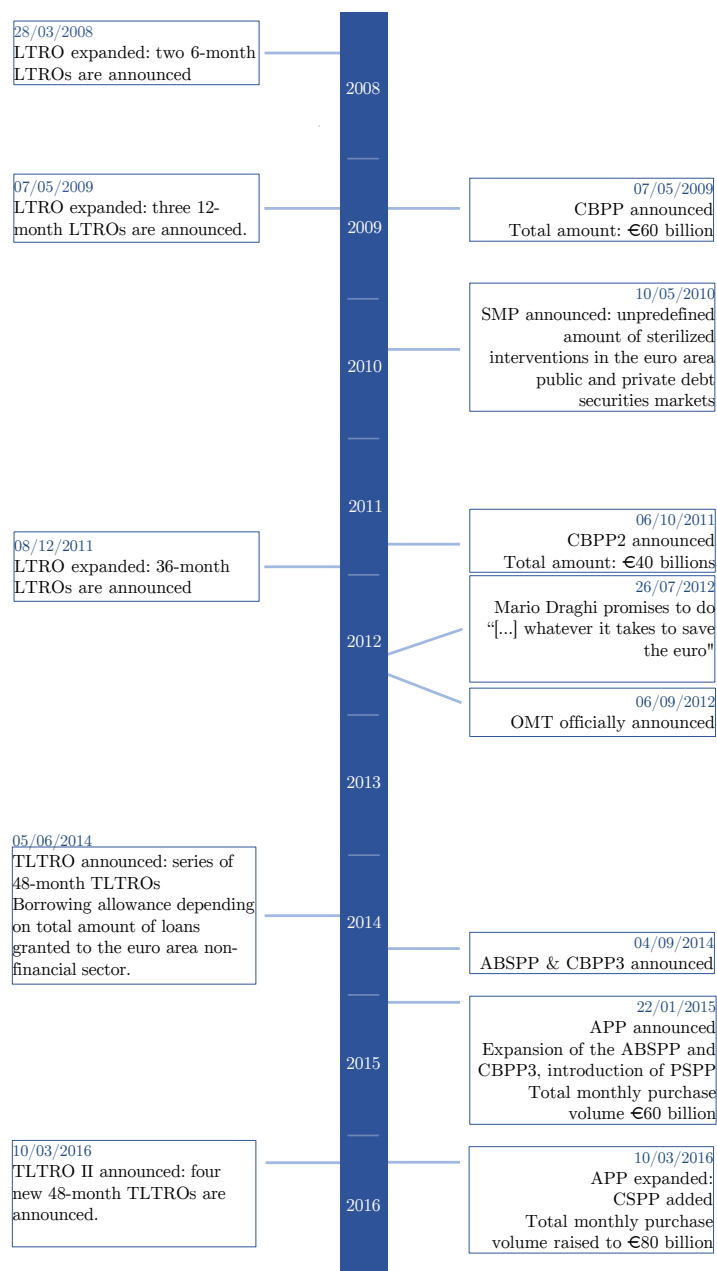 28/03/2008
LTRO expanded: two 6-month
LTROs are announced
2008
07/05/2009
LTRO expanded: three 12-
month LTROs are announced.
07/05/2009
CBPP announced
Total amount: €60 billion
2009
10/05/2010
SMP announced: unpredefined
amount of sterilized
interventions in the euro area
public and private debt
securities markets
2010
2011
06/10/2011
CBPP2 announced
Total amount: €40 billions
08/12/2011
LTRO expanded: 36-month
LTROs are announced
26/07/2012
Mario Draghi promises to do
“[...] whatever it takes to save
the euro"
2012
06/09/2012
OMT officially announced
2013
05/06/2014
TLTRO announced: series of
48-month TLTROs
Borrowing allowance depending
on total amount of loans
granted to the euro area non-
financial sector.
2014
04/09/2014
ABSPP & CBPP3 announced
22/01/2015
APP announced
Expansion of the ABSPP and
CBPP3, introduction of PSPP
Total monthly purchase
volume €60 billion
2015
10/03/2016
TLTRO II announced: four
new 48-month TLTROs are
announced.
10/03/2016
APP expanded:
CSPP added
Total monthly purchase
volume raised to €80 billion
2016